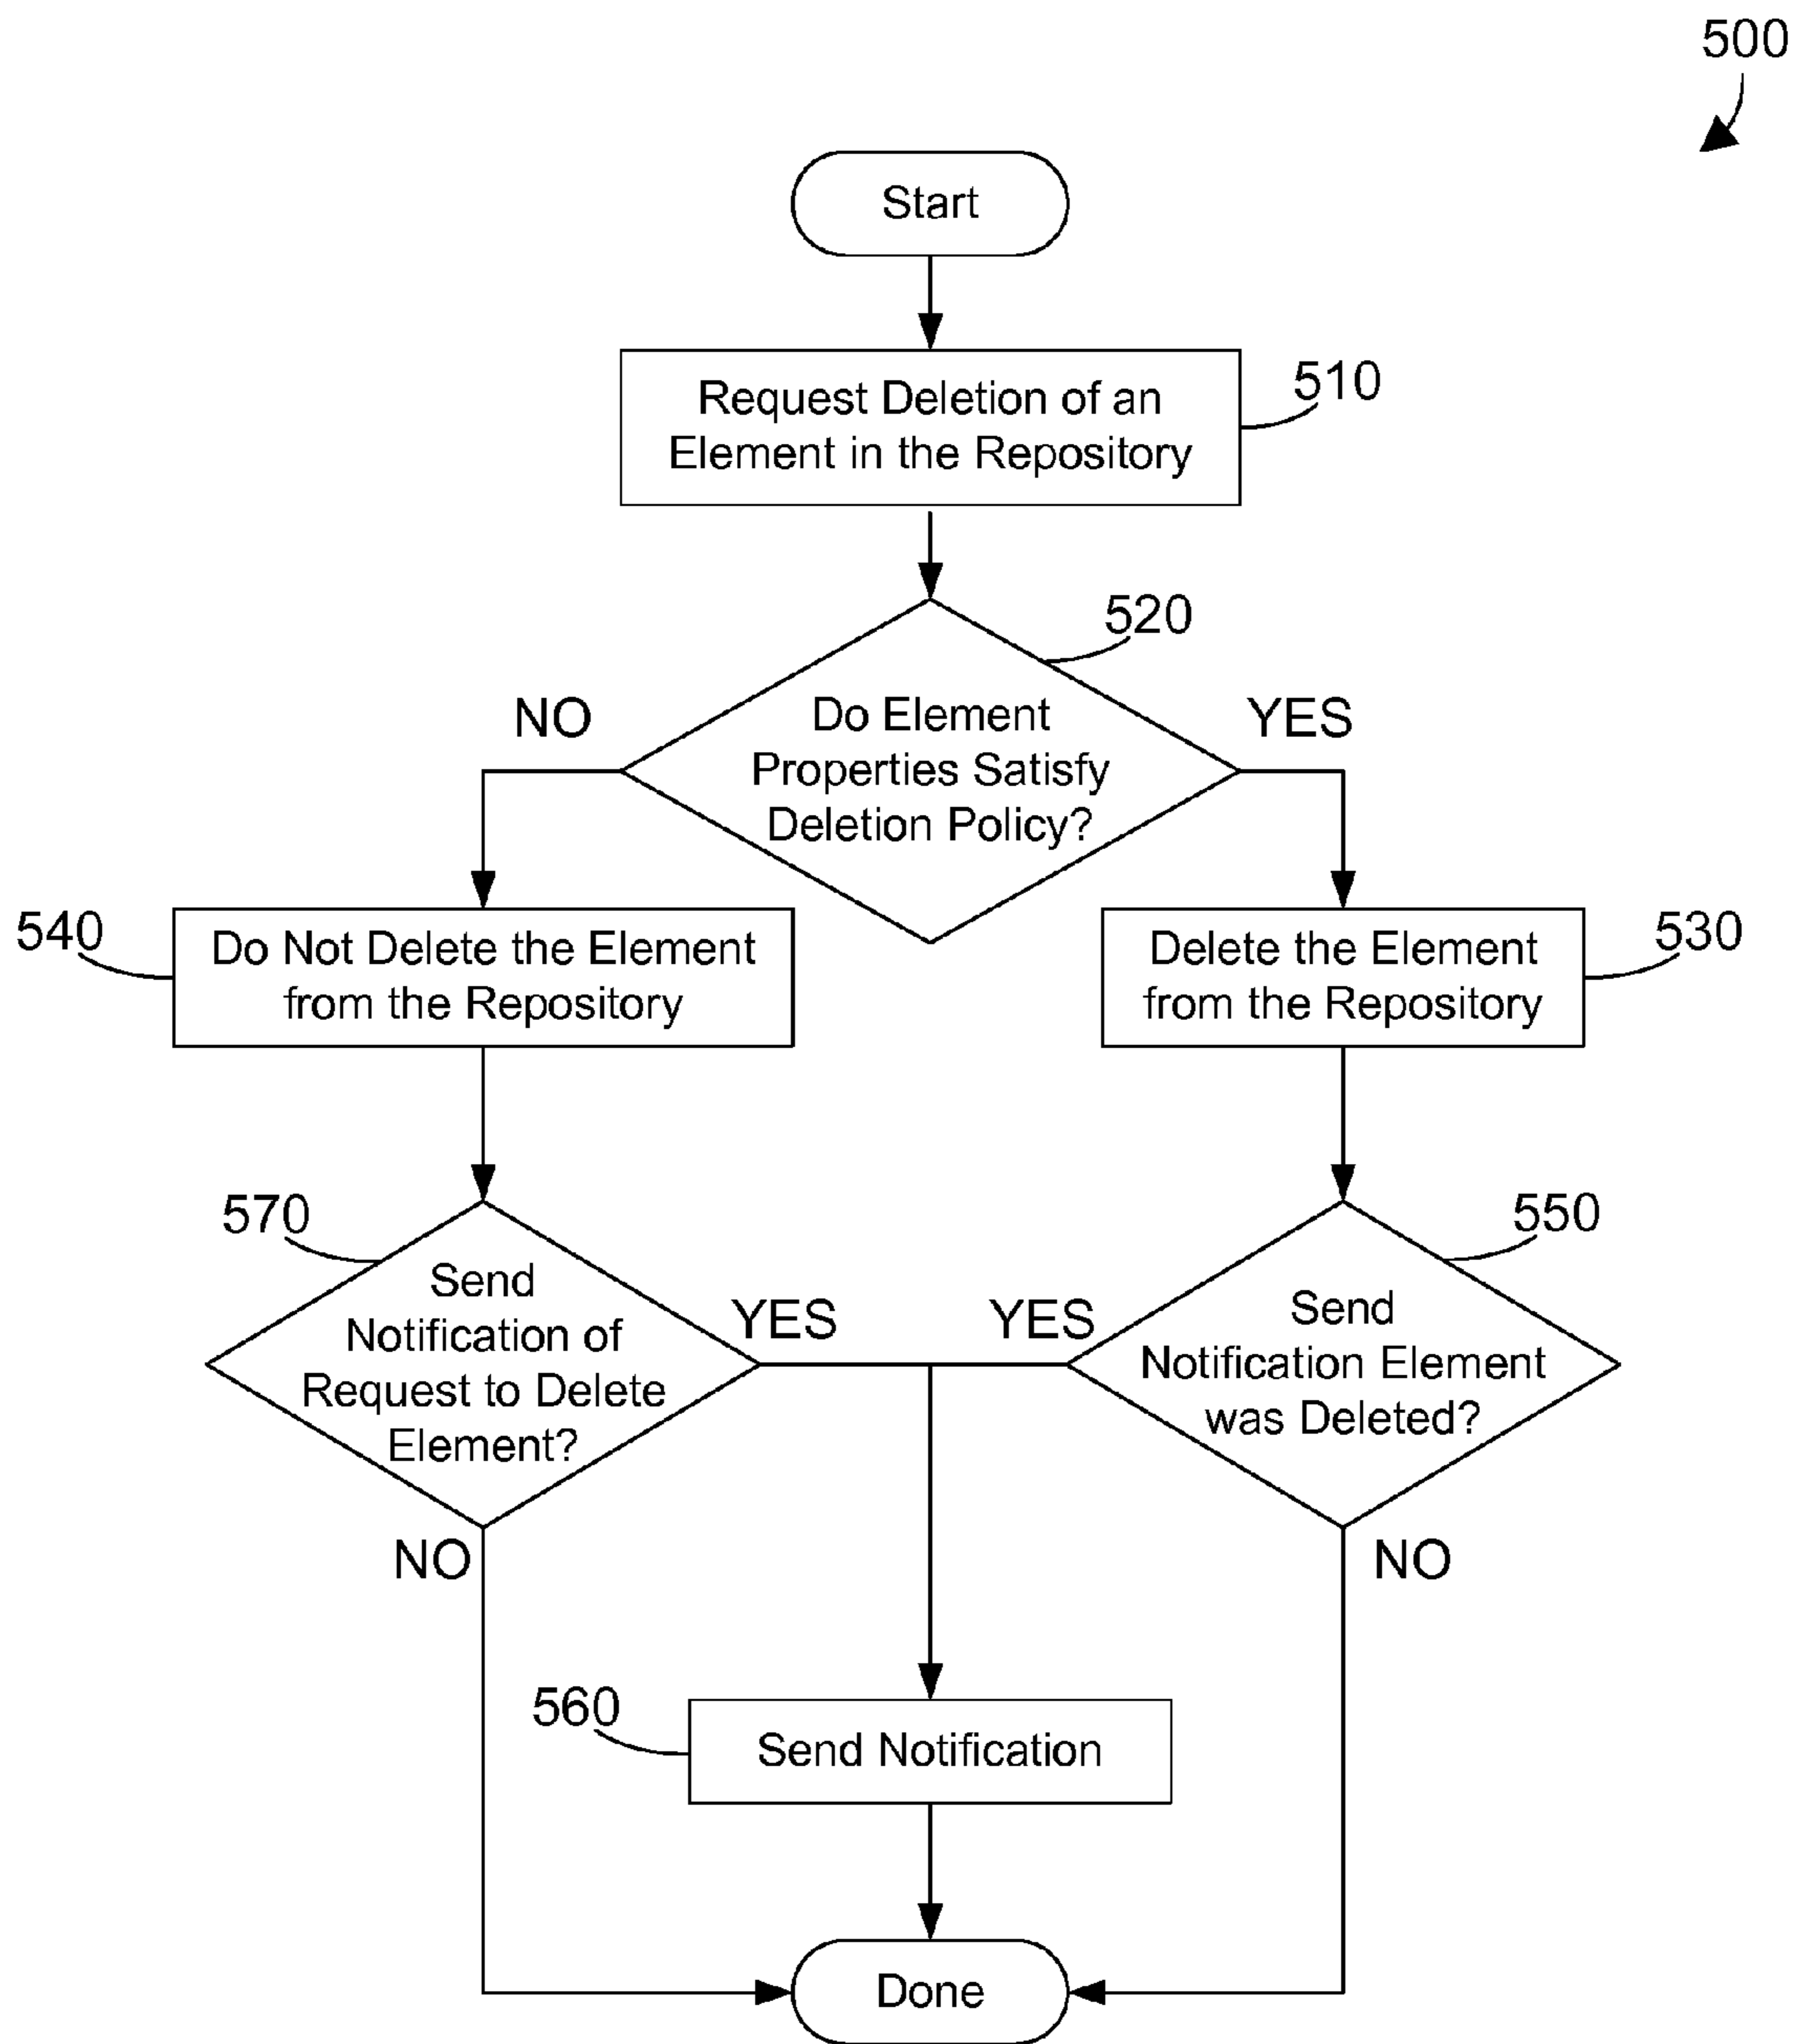 500
Start
Request Deletion of an
Element in the Repository
510
520
NO
Do Element
Properties Satisfy
Deletion Policy?
YES
540
Do Not Delete the Element
from the Repository
Delete the Element
from the Repository
530
570
Send
Notification of
Request to Delete
Element?
YES
YES
550
Send
Notification Element
was Deleted?
NO
NO
560
Send Notification
Done